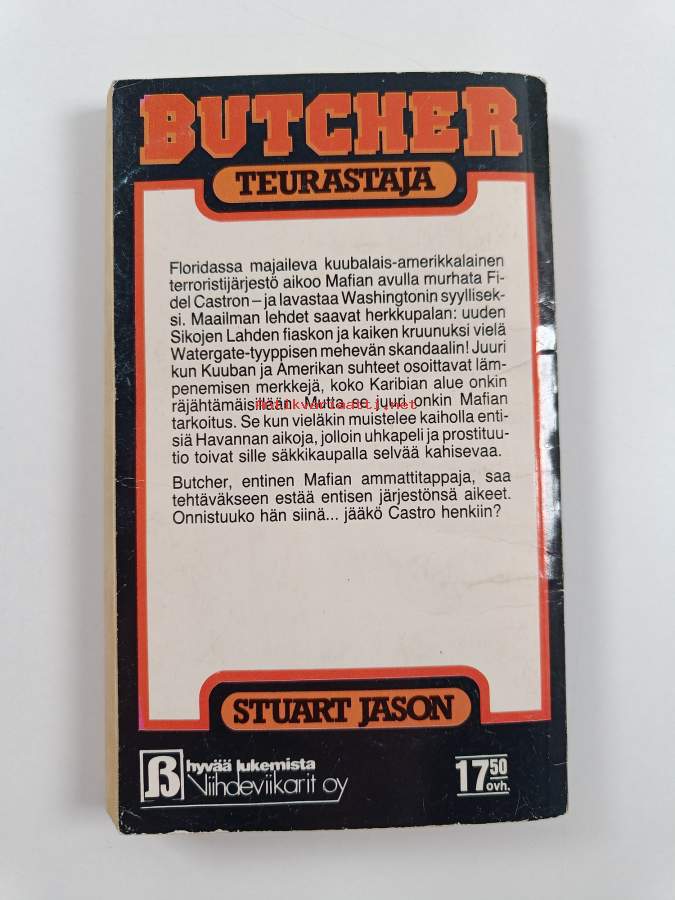 BUTCHER
TEURASTAJA
Floridassa majaileva kuubalais-amerikkalainen
terroristijärjestö aikoo Mafian avulla murhata Fi-
del Castron – ja lavastaa Washingtonin syyllisek-
si. Maailman lehdet saavat herkkupalan: uuden
Sikojen Lahden fiaskon ja kaiken kruunuksi vielä
Watergate-tyyppisen mehevän skandaalin! Juuri
kun Kuuban ja Amerikan suhteet osoittavat läm-
penemisen merkkejä, koko Karibian alue onkin
räjähtämäisillään. Mutta se juuri onkin Mafian
Antikvariaatti.net
tarkoitus. Se kun vieläkin muistelee kaiholla enti-
siä Havannan aikoja, jolloin uhkapeli ja prostituu-
tio toivat sille säkkikaupalla selvää kahisevaa.
Butcher, entinen Mafian ammattitappaja, saa
tehtäväkseen estää entisen järjestönsä aikeet.
Onnistuuko hän siinä... jääkö Castro henkiin?
STUART JASON
hyvää lukemista
Viihdeviikarit oy
17 50
ovh.